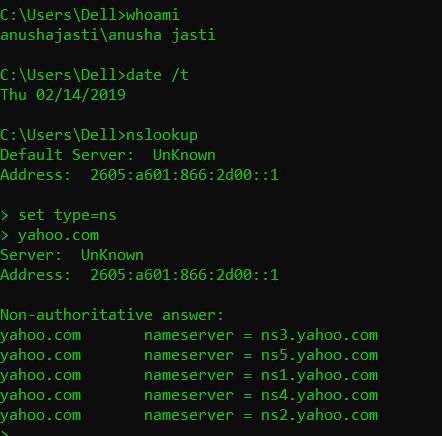 C:\Users\Dell>whoami
anushajasti\anusha jasti
C:\Users\Dell>date /t
Thu 02/14/2019
C:\Users\Dell>nslookup
Default Server:  UnKnown
Address:  2605:a601:866:2d00::1
> set type=ns
> yahoo.com
Server:  UnKnown
Address:  2605:a601:866:2d00::1
Non-authoritative answer:
yahoo.com       nameserver = ns3.yahoo.com
yahoo.com       nameserver = ns5.yahoo.com
yahoo.com       nameserver = ns1.yahoo.com
yahoo.com       nameserver = ns4.yahoo.com
yahoo.com       nameserver = ns2.yahoo.com
>